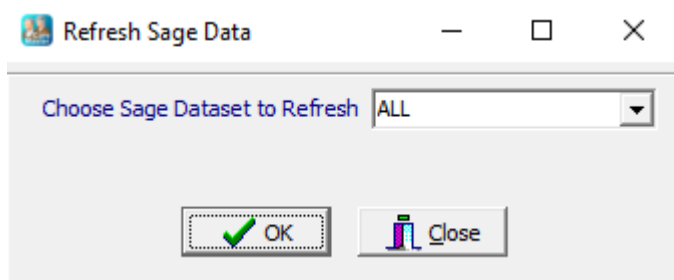 Refresh Sage Data
Choose Sage Dataset to Refresh ALL
OK Close